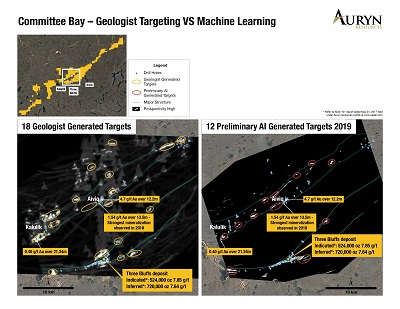 Committee Bay – Geologist Targeting VS Machine Learning
AURYN
RESOURCES
Legend
Drill Holes
Geologist Generated
Targets
Preliminary AI
Generated Targets
Major Structure
Prospectivity High
18 Geologist Generated Targets
Aiviq
4.7 g/t Au over 12.2m
1.54 g/t Au over 13.5m -
Strongest mineralization
observed in 2018
Kalulik
0.40 g/t Au over 21.34m
Three Bluffs deposit
Indicated*: 524,000 oz 7.85 g/t
Inferred*: 720,000 oz 7.64 g/t
10 km
12 Preliminary AI Generated Targets 2019
Aiviq
4.7 g/t Au over 12.2m
1.54 g/t Au over 13.5m -
Strongest mineralization
observed in 2018
Kalulik
0.40 g/t Au over 21.34m
Three Bluffs deposit
Indicated*: 524,000 oz 7.85 g/t
Inferred*: 720,000 oz 7.64 g/t
10 km